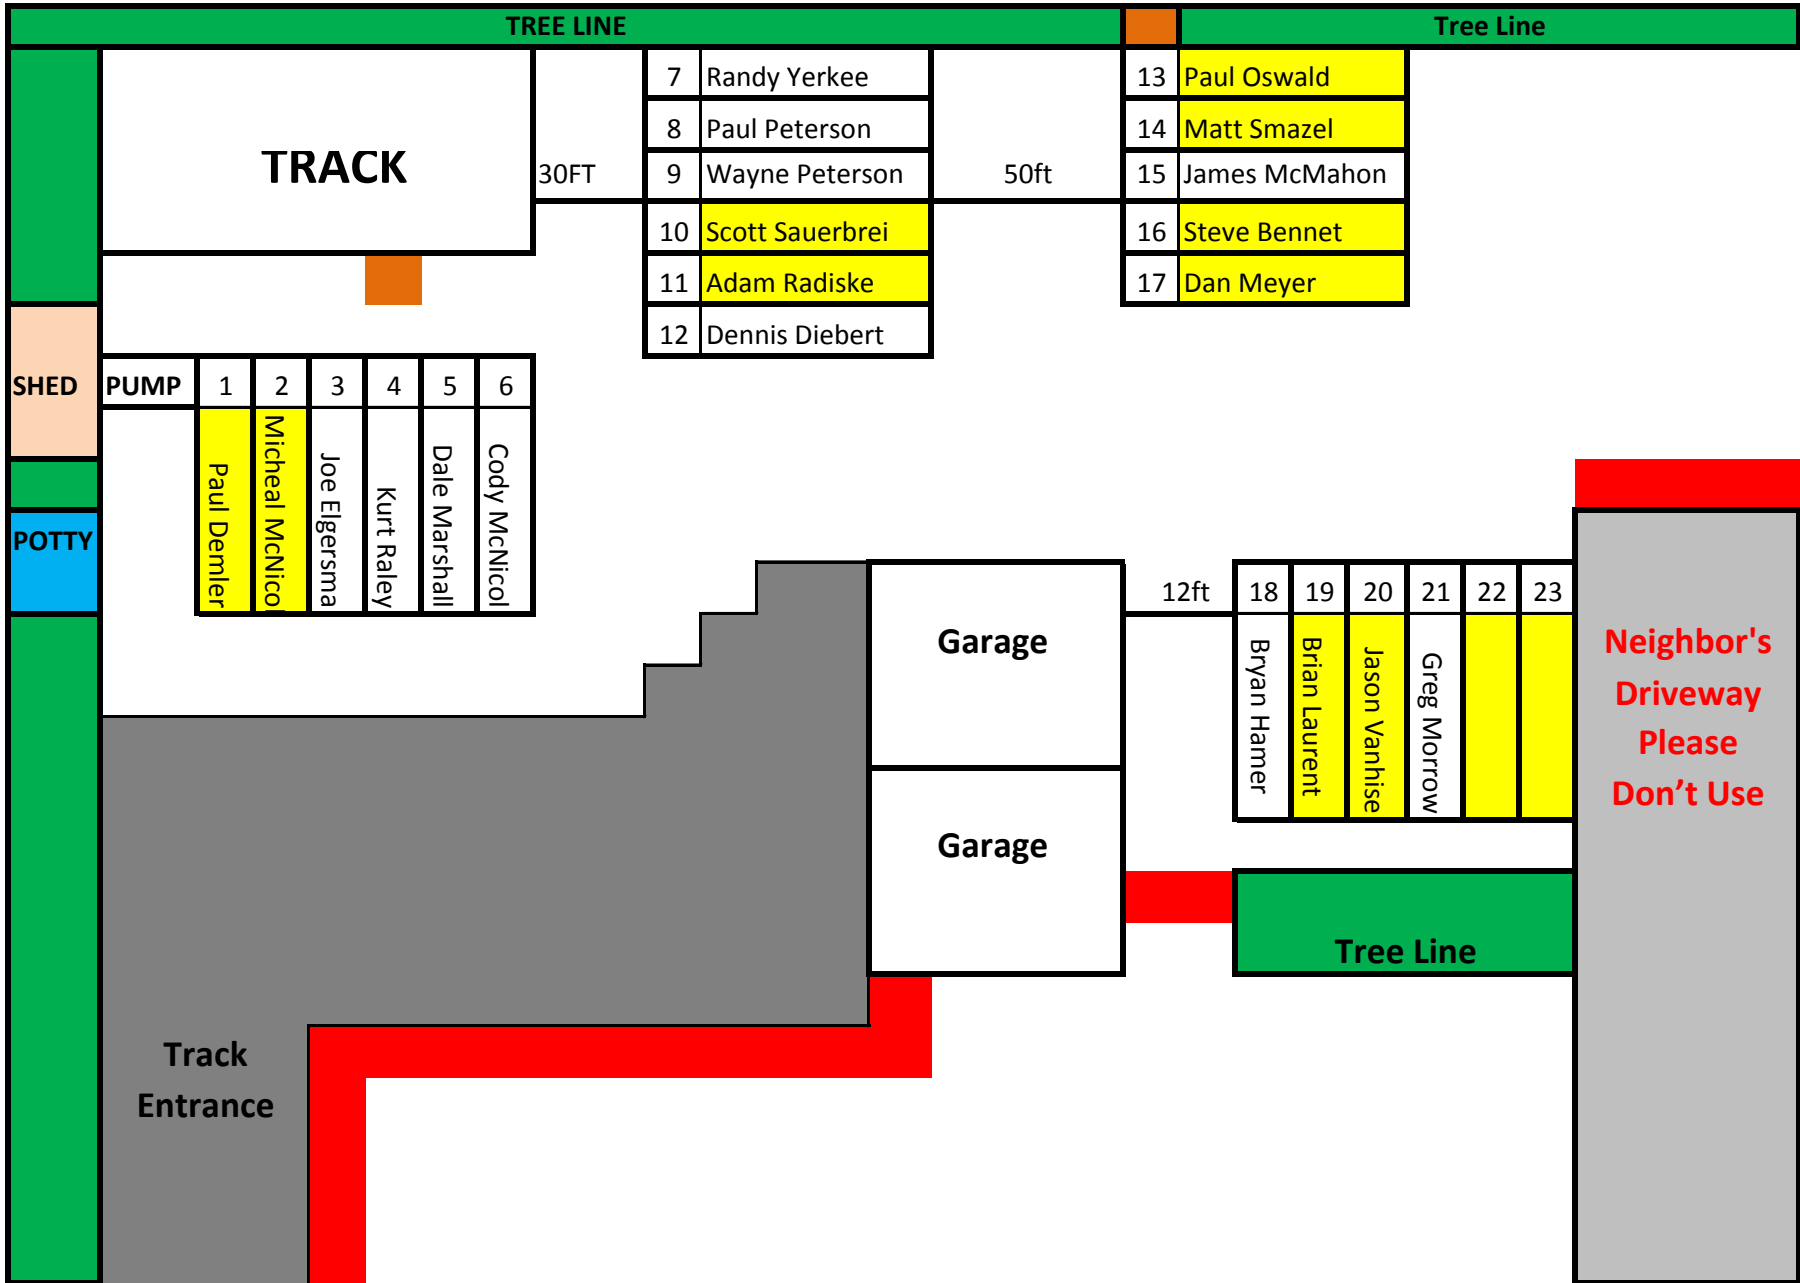 TREE LINE
Tree Line
TRACK
30FT
7 Randy Yerkee
8 Paul Peterson
9 Wayne Peterson
10 Scott Sauerbrei
11 Adam Radiske
12 Dennis Diebert
50ft
13 Paul Oswald
14 Matt Smazel
15 James McMahon
16 Steve Bennet
17 Dan Meyer
SHED
PUMP 1 2 3 4 5 6
Paul Demler
Micheal McNicol
Joe Elgersma
Kurt Raley
Dale Marshall
Cody McNicol
POTTY
Garage
Garage
12ft 18 19 20 21 22 23
Bryan Hamer
Brian Laurent
Jason Vanhise
Greg Morrow
Neighbor's
Driveway
Please
Don’t Use
Tree Line
Track
Entrance